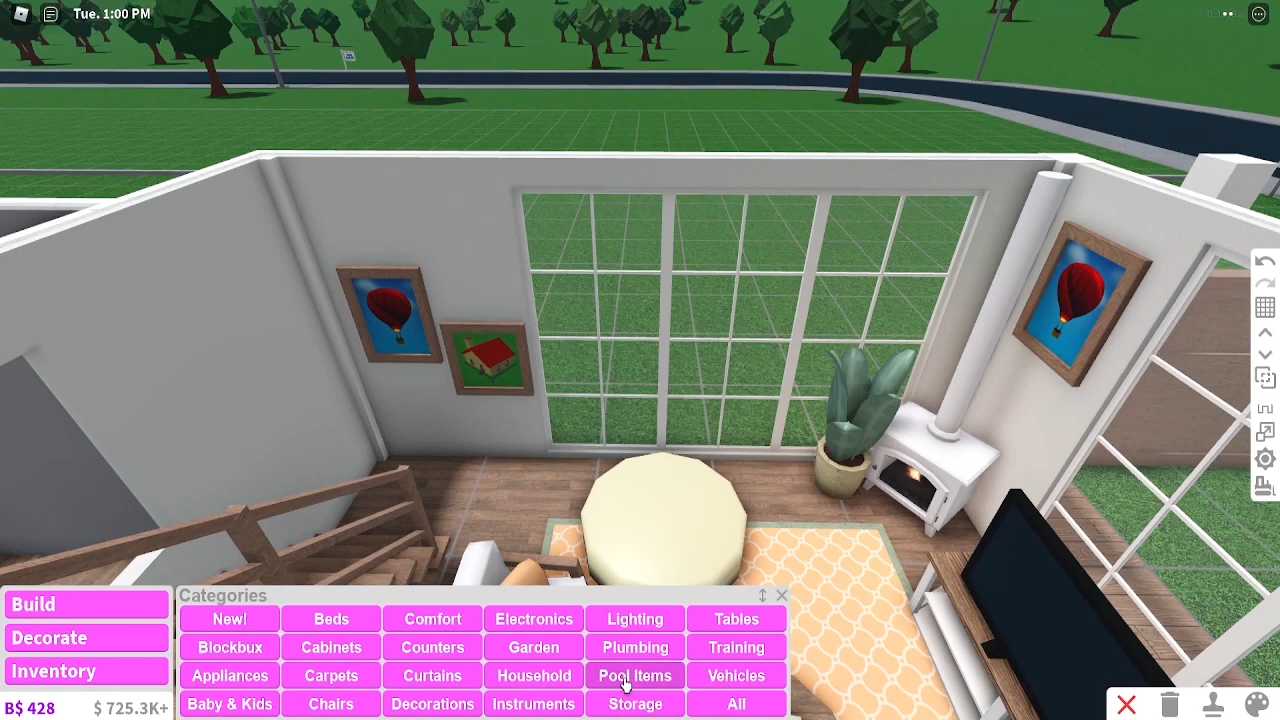 Tue. 1:00 PM
Build
Decorate
Inventory
B$ 428
$ 725.3K+
Categories
New! Beds Comfort Electronics Lighting Tables
Blockbux Cabinets Counters Garden Plumbing Training
Appliances Carpets Curtains Household Pool Items Vehicles
Baby & Kids Chairs Decorations Instruments Storage All